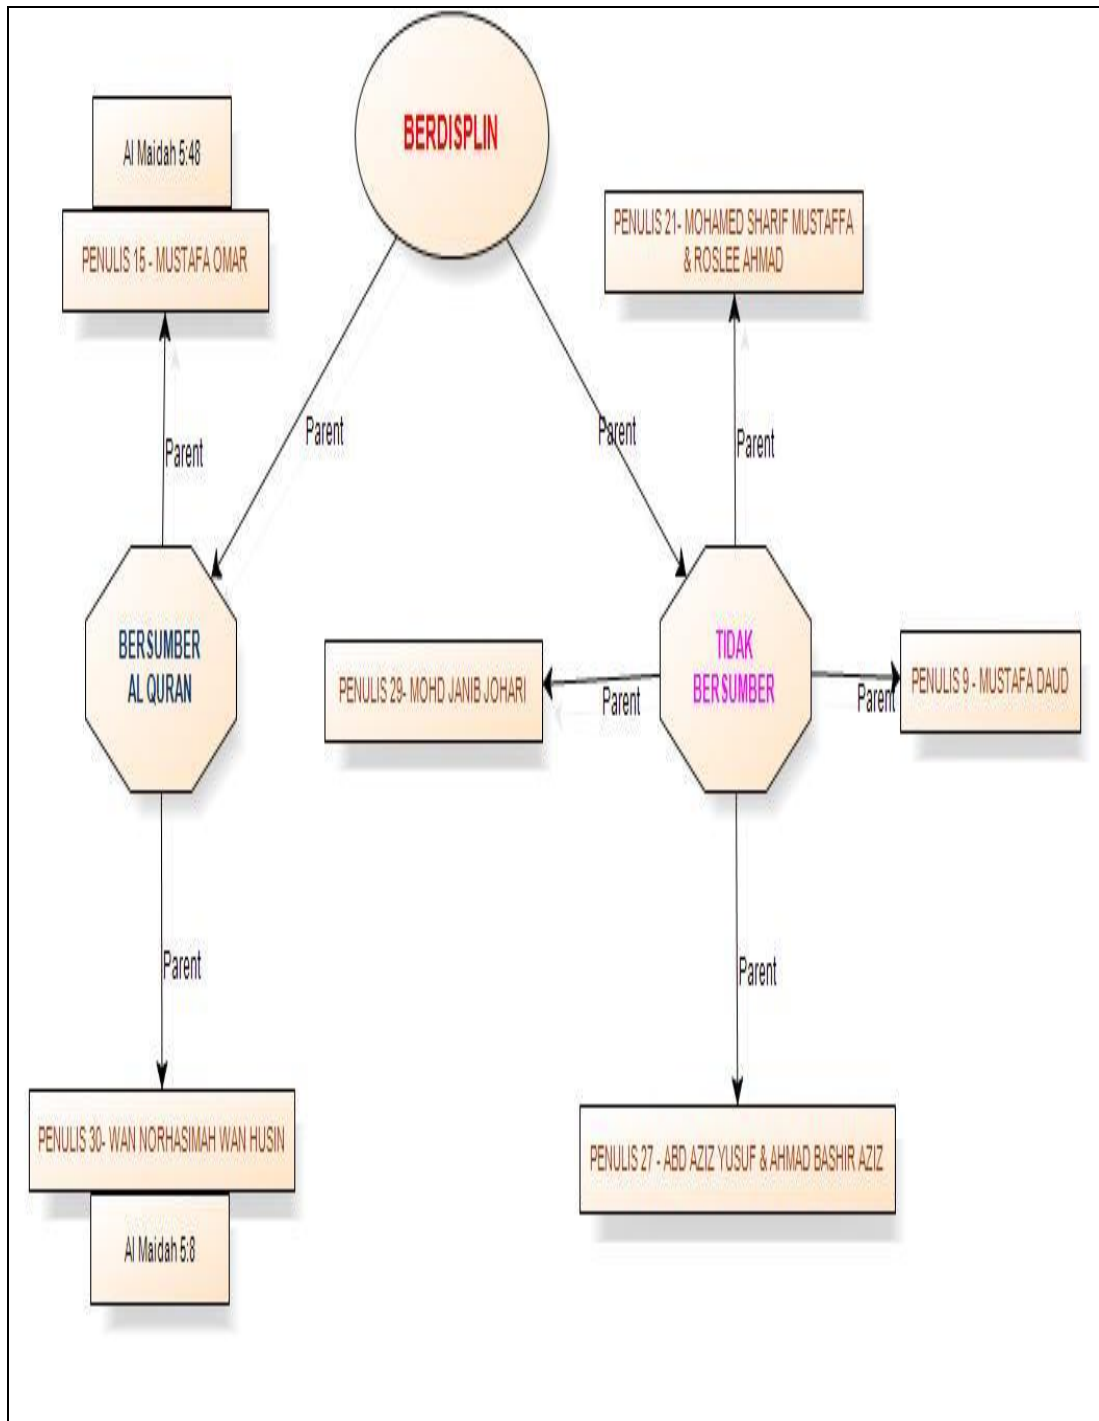 BERDISPLIN
Al Maidah 5:48
PENULIS 15 - MUSTAFA OMAR
PENULIS 21- MOHAMED SHARIF MUSTAFFA
& ROSLEE AHMAD
Parent
Parent
Parent
Parent
BERSUMBER
AL QURAN
TIDAK
BERSUMBER
PENULIS 29- MOHD JANIB JOHARI
Parent
Parent
PENULIS 9 - MUSTAFA DAUD
Parent
Parent
PENULIS 30- WAN NORHASIMAH WAN HUSIN
Al Maidah 5:8
PENULIS 27 - ABD AZIZ YUSUF & AHMAD BASHIR AZIZ